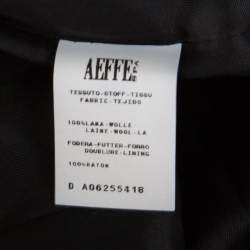 AEFFE SPA
TESSUTO-STOFF-TISSU
FABRIC-TEJIDO
100%LANA-WOLLE
LAINE-WOOL-LA
FODERA-FUTTER-FORRO
DOUBLURE-LINING
100%RAYON
D A06255418